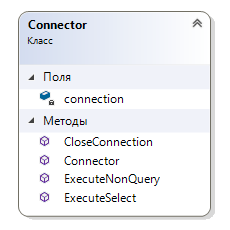 Connector
Класс
Поля
connection
Методы
CloseConnection
Connector
ExecuteNonQuery
ExecuteSelect